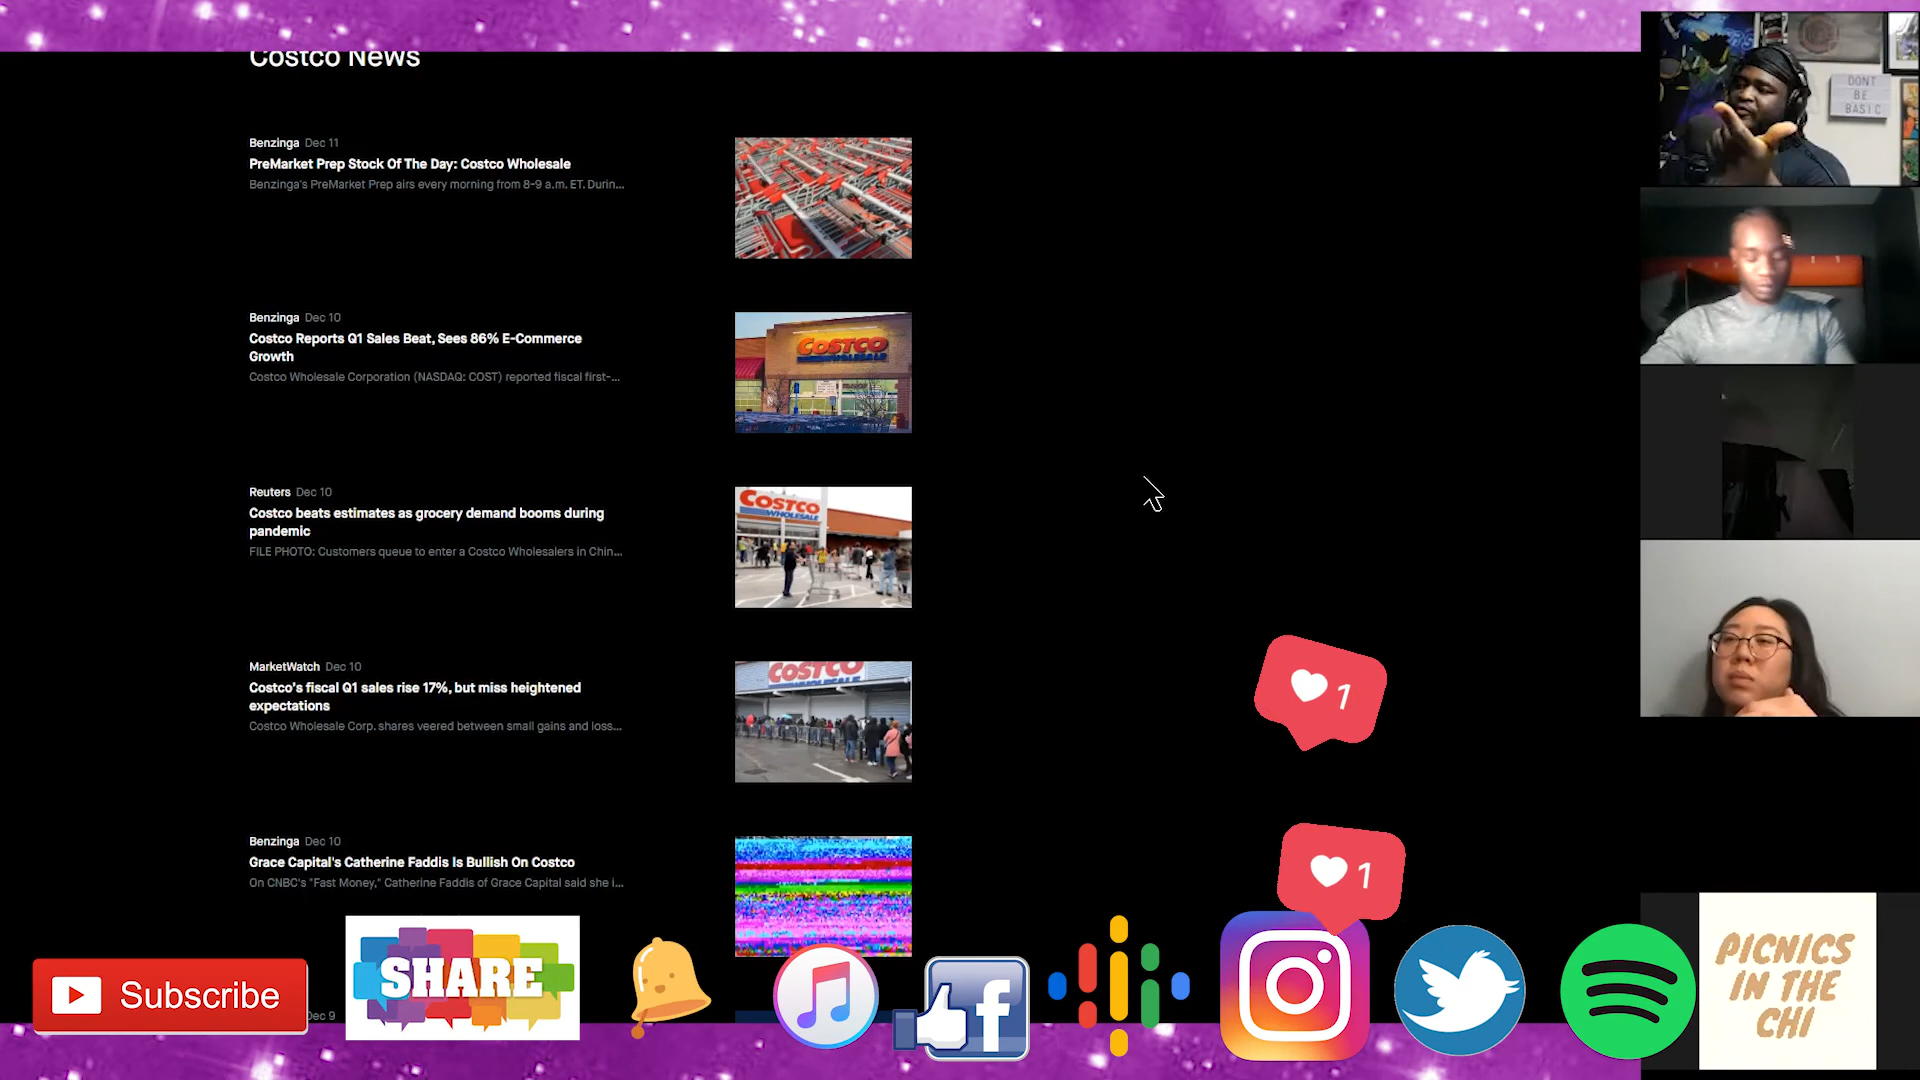 Costco News
Benzinga Dec 11
PreMarket Prep Stock Of The Day: Costco Wholesale
Benzinga's PreMarket Prep airs every morning from 8-9 a.m. ET. Durin...
Benzinga Dec 10
Costco Reports Q1 Sales Beat, Sees 86% E-Commerce
Growth
Costco Wholesale Corporation (NASDAQ: COST) reported fiscal first-...
COSTCO
WHOLESALE
Reuters Dec 10
Costco beats estimates as grocery demand booms during
pandemic
FILE PHOTO: Customers queue to enter a Costco Wholesalers in Chin...
COSTCO
WHOLESALE
MarketWatch Dec 10
Costco's fiscal Q1 sales rise 17%, but miss heightened
expectations
Costco Wholesale Corp. shares veered between small gains and loss...
COSTCO
WHOLESALE
Benzinga Dec 10
Grace Capital's Catherine Faddis Is Bullish On Costco
On CNBC's "Fast Money," Catherine Faddis of Grace Capital said she i...
Dec 9
DONT
BE
BASIC
1
1
Subscribe
SHARE
f
PICNICS
IN THE
CHI